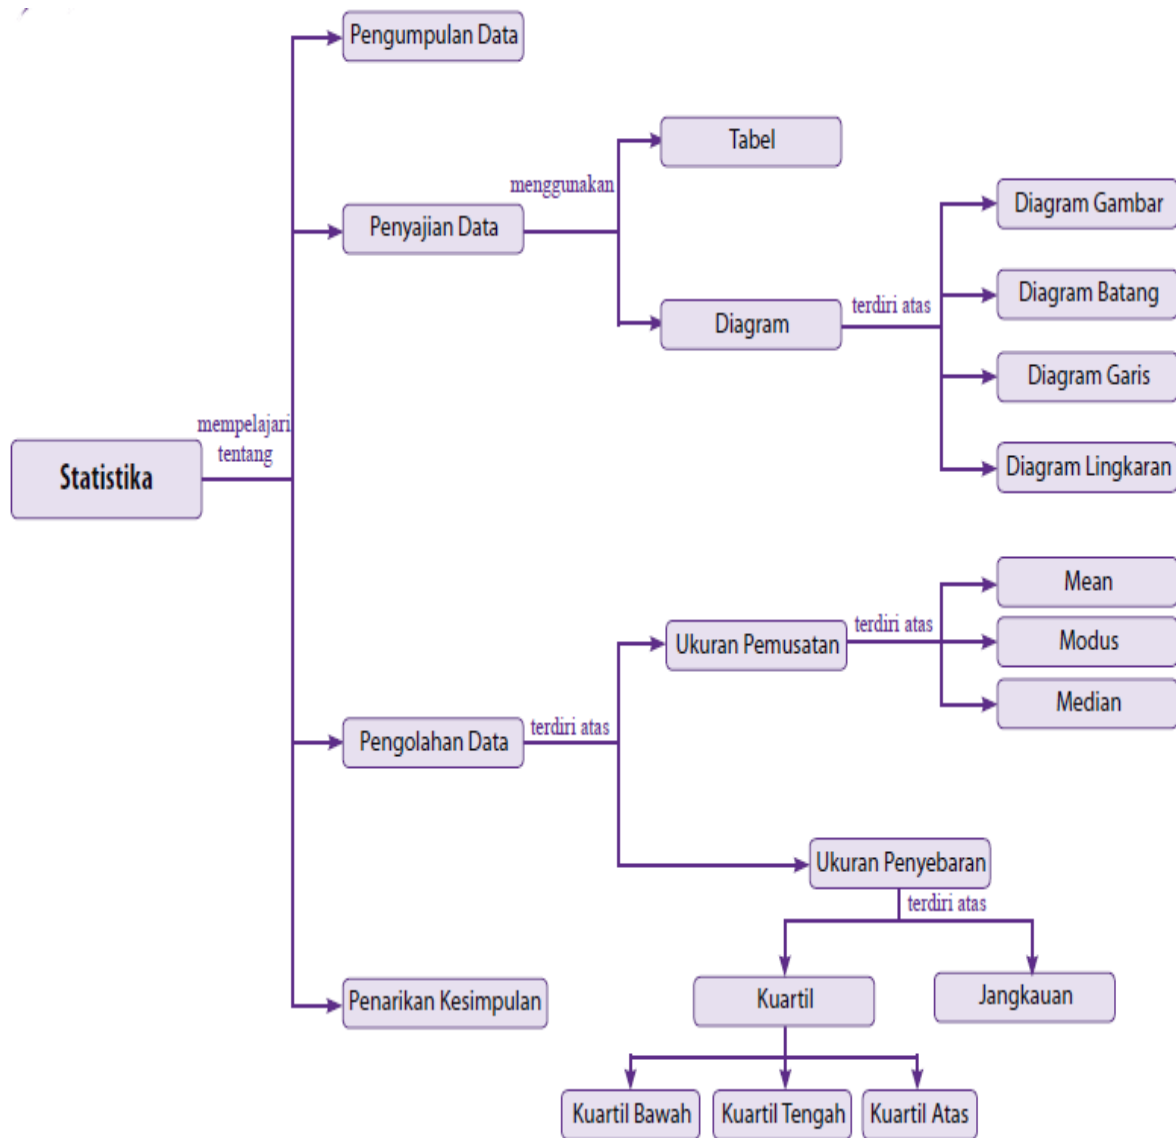 Pengumpulan Data
Tabel
menggunakan
Diagram Gambar
Penyajian Data
Diagram Batang
terdiri atas
Diagram
Diagram Garis
mempelajari
tentang
Statistika
Diagram Lingkaran
Mean
terdiri atas
Ukuran Pemusatan
Modus
Median
terdiri atas
Pengolahan Data
Ukuran Penyebaran
terdiri atas
Penarikan Kesimpulan
Kuartil
Jangkauan
Kuartil Bawah
Kuartil Tengah
Kuartil Atas